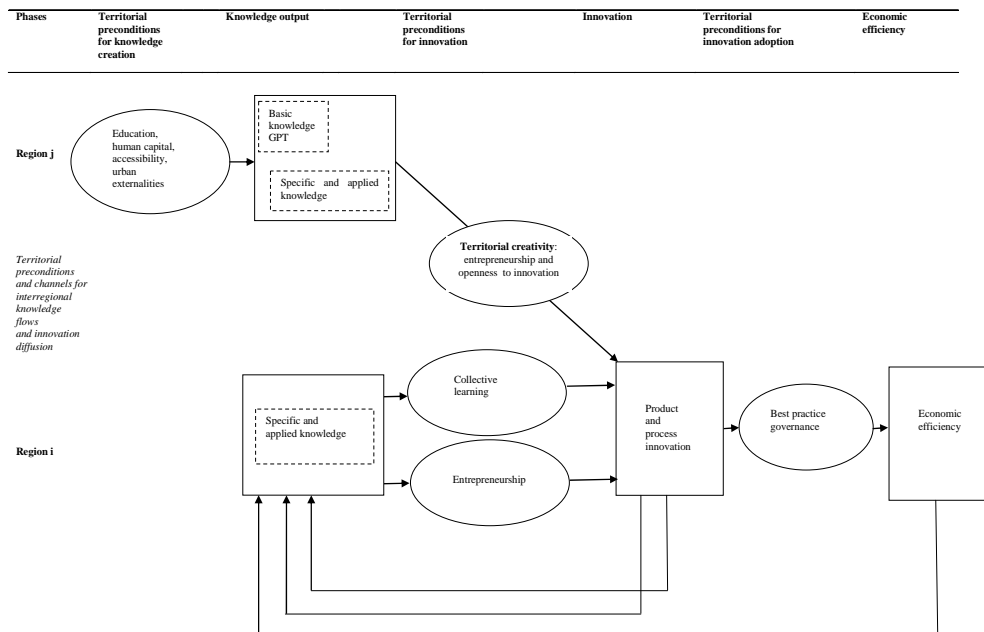 Phases
Territorial
preconditions
for knowledge
creation
Knowledge output
Territorial
preconditions
for innovation
Innovation
Territorial
preconditions for
innovation adoption
Economic
efficiency
Region j
Education,
human capital,
accessibility,
urban
externalities
Basic
knowledge
GPT
Specific and applied
knowledge
Territorial creativity:
entrepreneurship and
openness to innovation
Territorial
preconditions
and channels for
interregional
knowledge
flows
and innovation
diffusion
Region i
Specific and
applied knowledge
Collective
learning
Entrepreneurship
Product
and
process
innovation
Best practice
governance
Economic
efficiency